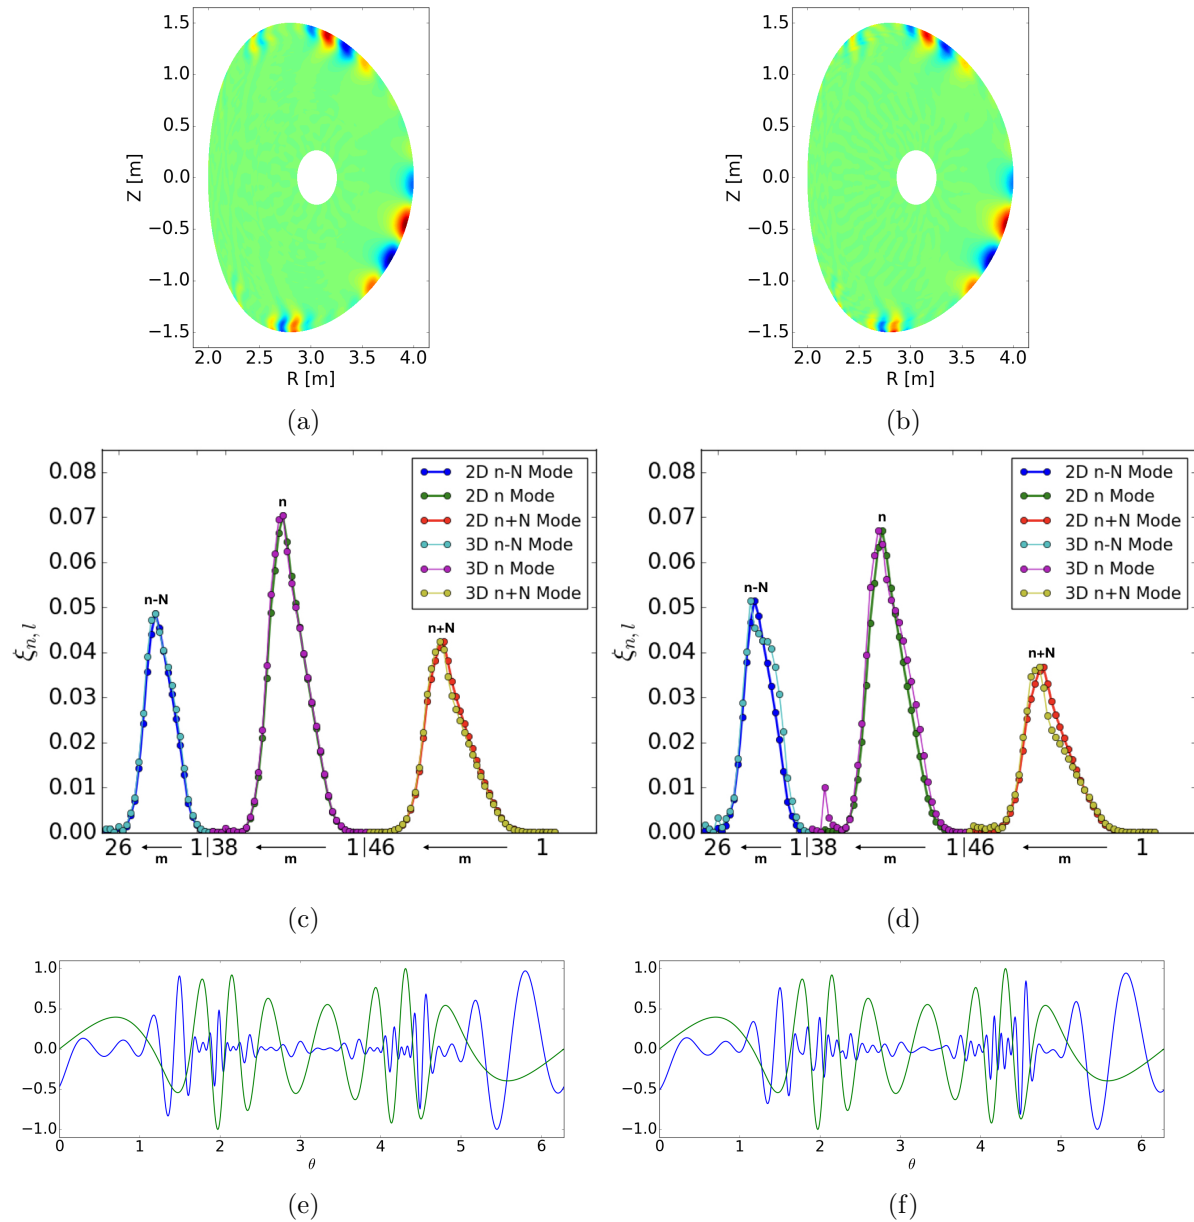 1.5
1.0
0.5
0.0
−0.5
−1.0
−1.5
Z [m]
2.0 2.5 3.0 3.5 4.0
R [m]
(a)
1.5
1.0
0.5
0.0
−0.5
−1.0
−1.5
Z [m]
2.0 2.5 3.0 3.5 4.0
R [m]
(b)
0.08
0.07
0.06
0.05
0.04
0.03
0.02
0.01
0.00
ξn, l
n-N
n
n+N
2D n-N Mode
2D n Mode
2D n+N Mode
3D n-N Mode
3D n Mode
3D n+N Mode
26 ← m 1|38 ← m 1|46 ← m 1
(c)
0.08
0.07
0.06
0.05
0.04
0.03
0.02
0.01
0.00
ξn, l
n-N
n
n+N
2D n-N Mode
2D n Mode
2D n+N Mode
3D n-N Mode
3D n Mode
3D n+N Mode
26 ← m 1|38 ← m 1|46 ← m 1
(d)
1.0
0.5
0.0
−0.5
−1.0
0 1 2 3 4 5 6
θ
(e)
1.0
0.5
0.0
−0.5
−1.0
0 1 2 3 4 5 6
θ
(f)